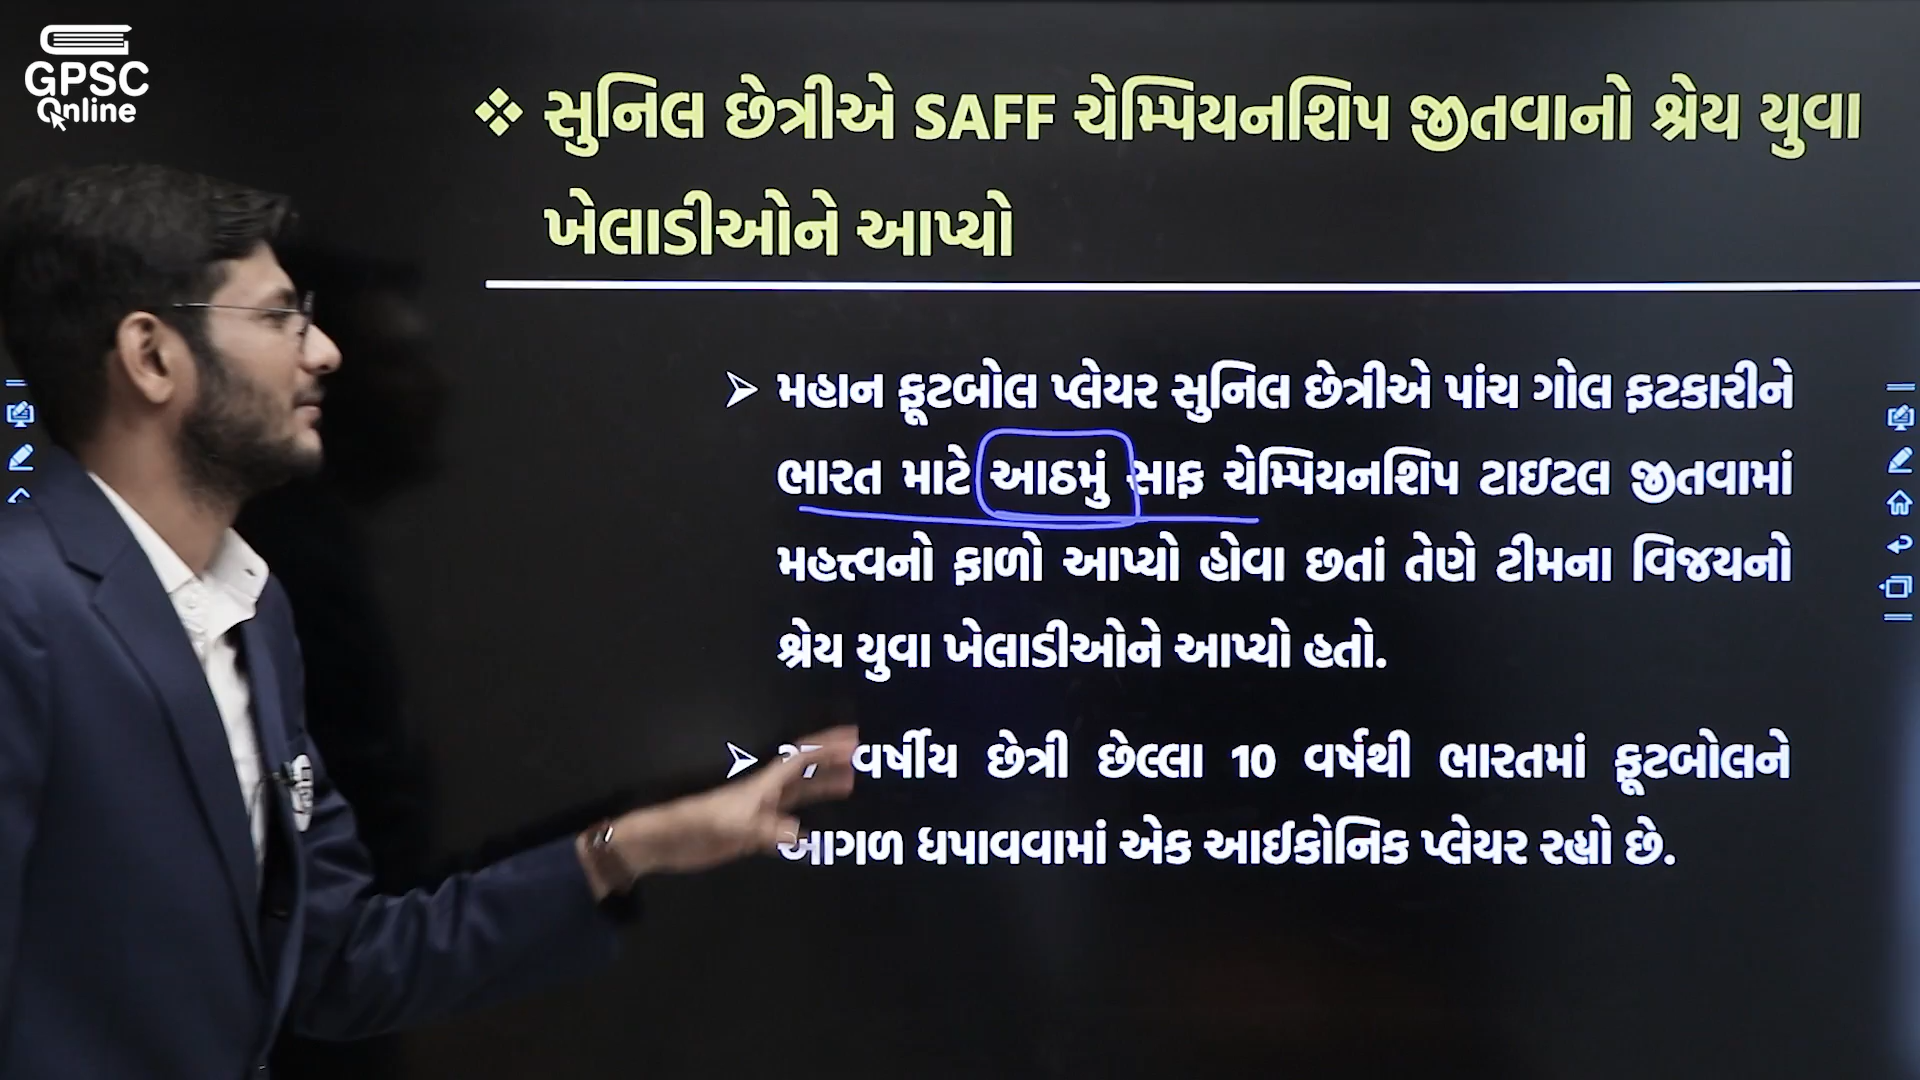 GPSC
Online
❖ સુનિલ છેત્રીએ SAFF ચેમ્પિયનશિપ જીતવાનો શ્રેય યુવા
ખેલાડીઓને આપ્યો
➢ મહાન ફૂટબોલ પ્લેયર સુનિલ છેત્રીએ પાંચ ગોલ ફટકારીને
ભારત માટે આઠમું સાફ ચેમ્પિયનશિપ ટાઇટલ જીતવામાં
મહત્ત્વનો ફાળો આપ્યો હોવા છતાં તેણે ટીમના વિજયનો
શ્રેય યુવા ખેલાડીઓને આપ્યો હતો.
➢ વર્ષીય છેત્રી છેલ્લા 10 વર્ષથી ભારતમાં ફૂટબોલને
આગળ ધપાવવામાં એક આઈકોનિક પ્લેયર રહ્યો છે.